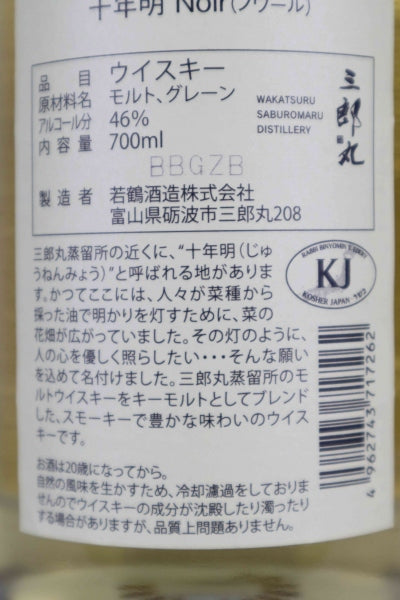 十年明 Noir(ノワール)
品目 ウイスキー
原材料名 モルト、グレーン
アルコール分 46%
内容量 700ml
WAKATSURU
SABUROMARU
DISTILLERY
三郎丸
BBGZB
製造者 若鶴酒造株式会社
富山県砺波市三郎丸208
三郎丸蒸留所の近くに、“十年明(じゅ
うねんみょう)”と呼ばれる地がありま
す。かつてここには、人々が菜種から
採った油で明かりを灯すために、菜の
花畑が広がっていました。その灯のように、
人の心を優しく照らしたい・・・そんな願い
を込めて名付けました。三郎丸蒸留所のモ
ルトウイスキーをキーモルトとしてブレンド
した、スモーキーで豊かな味わいのウイス
キーです。
KJ
KOSHER JAPAN
4962743717262
お酒は20歳になってから。
自然の風味を生かすため、冷却濾過をしておりま
せんのでウイスキーの成分が沈殿したり濁ったり
する場合がありますが、品質上問題ありません。